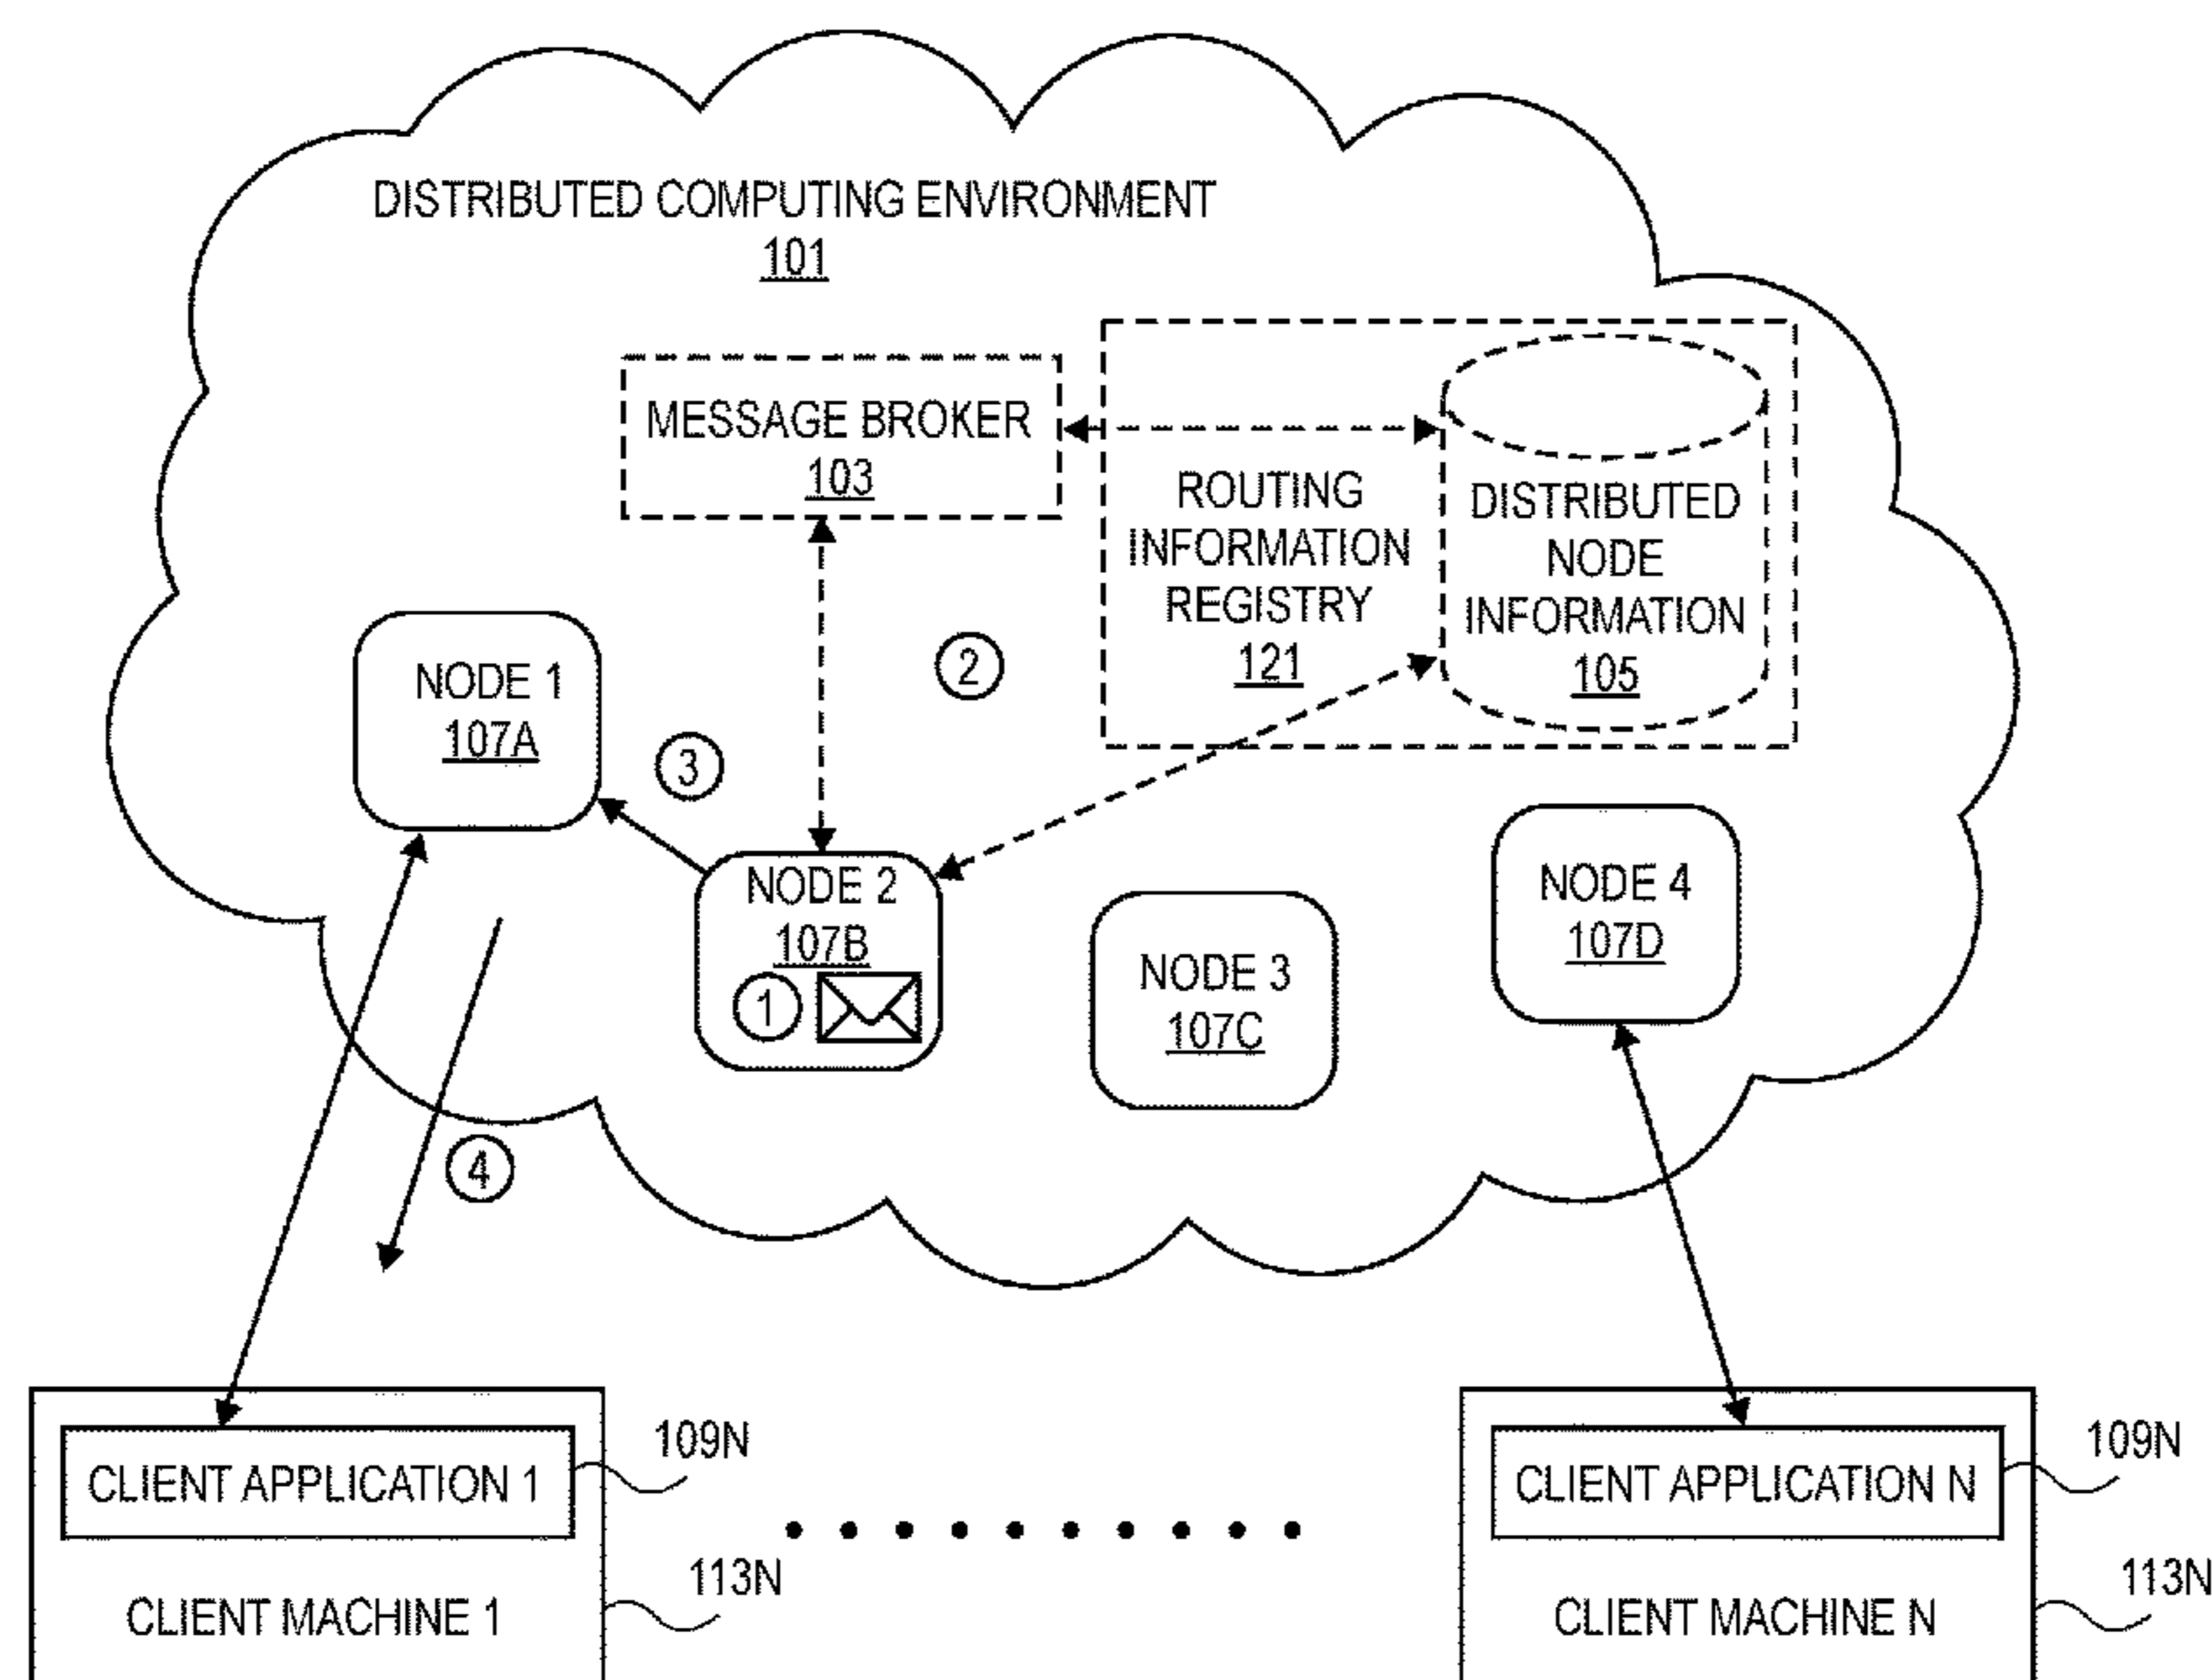 DISTRIBUTED COMPUTING ENVIRONMENT
101
MESSAGE BROKER
103
ROUTING
INFORMATION
REGISTRY
121
DISTRIBUTED
NODE
INFORMATION
105
2
NODE 1
107A
3
NODE 2
107B
1
NODE 3
107C
NODE 4
107D
4
CLIENT APPLICATION 1
109N
CLIENT MACHINE 1
113N
CLIENT APPLICATION N
109N
CLIENT MACHINE N
113N